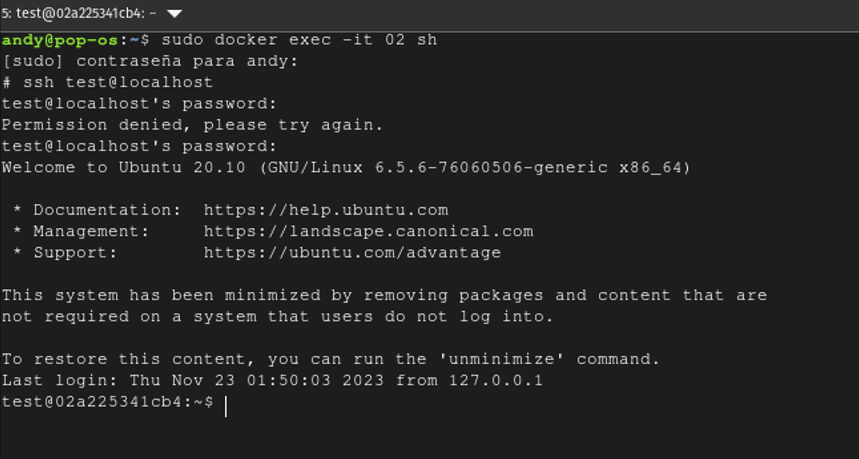 5: test@02a225341cb4: ~
andy@pop-os:~$ sudo docker exec -it 02 sh
[sudo] contraseña para andy:
# ssh test@localhost
test@localhost's password:
Permission denied, please try again.
test@localhost's password:
Welcome to Ubuntu 20.10 (GNU/Linux 6.5.6-76060506-generic x86_64)
* Documentation:  https://help.ubuntu.com
* Management:     https://landscape.canonical.com
* Support:        https://ubuntu.com/advantage
This system has been minimized by removing packages and content that are
not required on a system that users do not log into.
To restore this content, you can run the 'unminimize' command.
Last login: Thu Nov 23 01:50:03 2023 from 127.0.0.1
test@02a225341cb4:~$